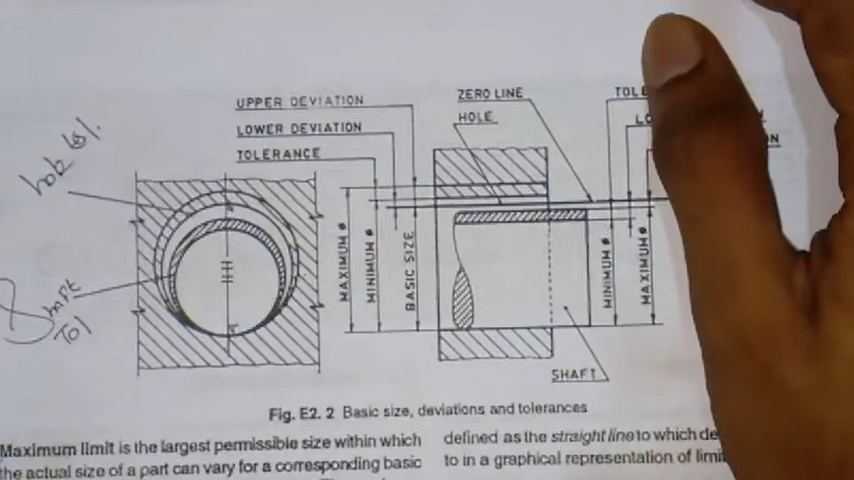 UPPER DEVIATION
LOWER DEVIATION
TOLERANCE
ZERO LINE
HOLE
hole tol.
Shaft
Tol
MAXIMUM ø
MINIMUM ø
BASIC SIZE
MINIMUM ø
MAXIMUM ø
SHAFT
Fig. E2. 2 Basic size, deviations and tolerances
Maximum limit is the largest permissible size within which
the actual size of a part can vary for a corresponding basic
defined as the straight line to which de
to in a graphical representation of limit